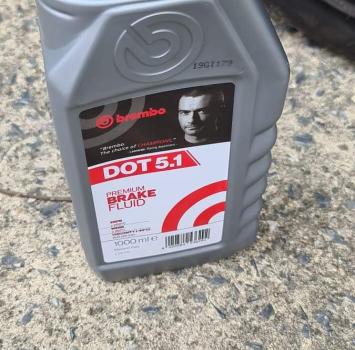 19G1179
brembo
"Brembo.
The choice of CHAMPIONS."
DOT 5.1
PREMIUM
BRAKE
FLUID
1000 ml e